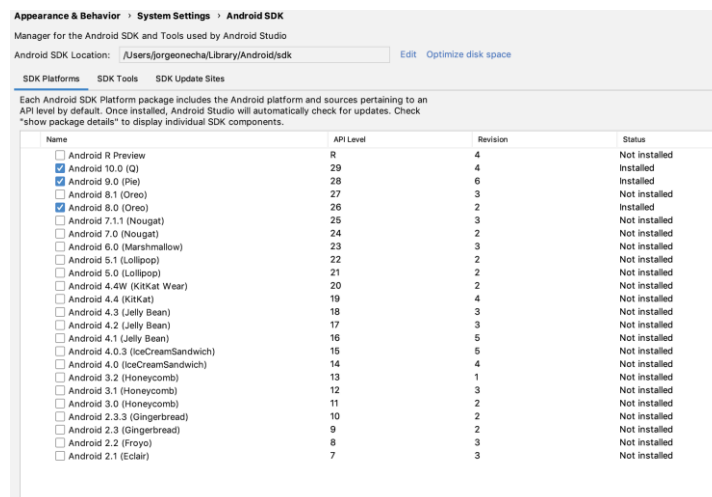 Appearance & Behavior › System Settings › Android SDK
Manager for the Android SDK and Tools used by Android Studio
Android SDK Location: /Users/jorgeonecha/Library/Android/sdk Edit Optimize disk space
SDK Platforms SDK Tools SDK Update Sites
Each Android SDK Platform package includes the Android platform and sources pertaining to an
API level by default. Once installed, Android Studio will automatically check for updates. Check
"show package details" to display individual SDK components.
Name API Level Revision Status
Android R Preview R 4 Not installed
Android 10.0 (Q) 29 4 Installed
Android 9.0 (Pie) 28 6 Installed
Android 8.1 (Oreo) 27 3 Not installed
Android 8.0 (Oreo) 26 2 Installed
Android 7.1.1 (Nougat) 25 3 Not installed
Android 7.0 (Nougat) 24 2 Not installed
Android 6.0 (Marshmallow) 23 3 Not installed
Android 5.1 (Lollipop) 22 2 Not installed
Android 5.0 (Lollipop) 21 2 Not installed
Android 4.4W (KitKat Wear) 20 2 Not installed
Android 4.4 (KitKat) 19 4 Not installed
Android 4.3 (Jelly Bean) 18 3 Not installed
Android 4.2 (Jelly Bean) 17 3 Not installed
Android 4.1 (Jelly Bean) 16 5 Not installed
Android 4.0.3 (IceCreamSandwich) 15 5 Not installed
Android 4.0 (IceCreamSandwich) 14 4 Not installed
Android 3.2 (Honeycomb) 13 1 Not installed
Android 3.1 (Honeycomb) 12 3 Not installed
Android 3.0 (Honeycomb) 11 2 Not installed
Android 2.3.3 (Gingerbread) 10 2 Not installed
Android 2.3 (Gingerbread) 9 2 Not installed
Android 2.2 (Froyo) 8 3 Not installed
Android 2.1 (Eclair) 7 3 Not installed